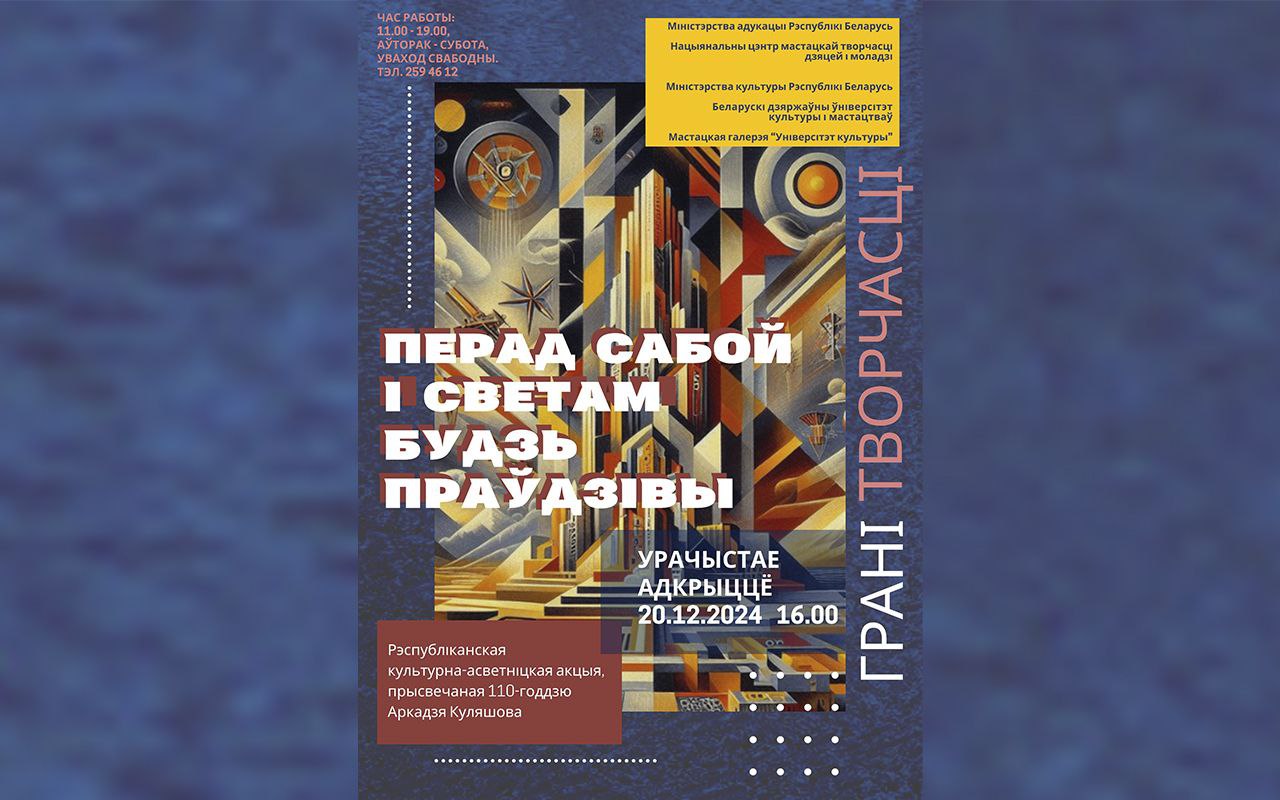 ЧАС РАБОТЫ:
11.00 - 19.00,
АЎТОРАК - СУБОТА,
УВАХОД СВАБОДНЫ.
ТЭЛ. 259 46 12
Міністэрства адукацыі Рэспублікі Беларусь
Нацыянальны цэнтр мастацкай творчасці
дзяцей і моладзі
Міністэрства культуры Рэспублікі Беларусь
Беларускі дзяржаўны ўніверсітэт
культуры і мастацтваў
Мастацкая галерэя "Універсітэт культуры"
ГРАНІ ТВОРЧАСЦІ
ПЕРАД САБОЙ
І СВЕТАМ
БУДЗЬ
ПРАЎДЗІВЫ
УРАЧЫСТАЕ
АДКРЫЦЦЁ
20.12.2024 16.00
Рэспубліканская
культурна-асветніцкая акцыя,
прысвечаная 110-годдзю
Аркадзя Куляшова